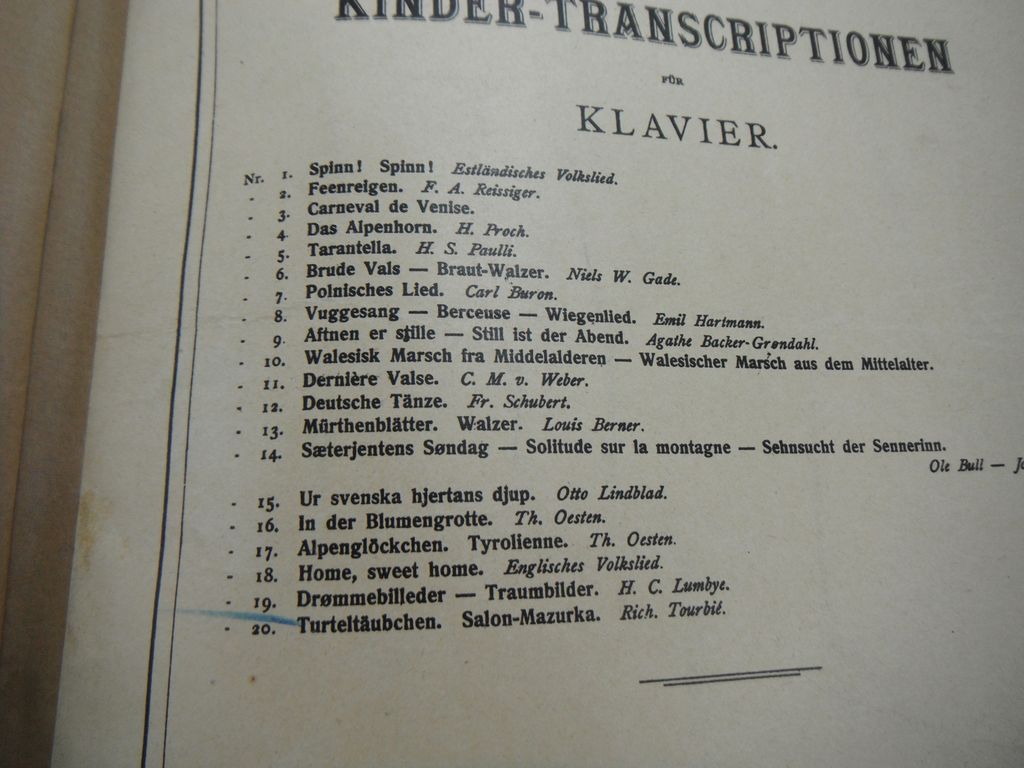 KINDER-TRANSCRIPTIONEN
FÜR
KLAVIER.
Nr. 1. Spinn! Spinn! Estländisches Volkslied.
- 2. Feenreigen. F. A. Reissiger.
- 3. Carneval de Venise.
- 4. Das Alpenhorn. H. Proch.
- 5. Tarantella. H. S. Paulli.
- 6. Brude Vals — Braut-Walzer. Niels W. Gade.
- 7. Polnisches Lied. Carl Buron.
- 8. Vuggesang — Berceuse — Wiegenlied. Emil Hartmann.
- 9. Aftnen er stille — Still ist der Abend. Agathe Backer-Grøndahl.
- 10. Walesisk Marsch fra Middelalderen — Walesischer Marsch aus dem Mittelalter.
- 11. Dernière Valse. C. M. v. Weber.
- 12. Deutsche Tänze. Fr. Schubert.
- 13. Mürthenblätter. Walzer. Louis Berner.
- 14. Sæterjentens Søndag — Solitude sur la montagne — Sehnsucht der Sennerinn.
Ole Bull —
- 15. Ur svenska hjertans djup. Otto Lindblad.
- 16. In der Blumengrotte. Th. Oesten.
- 17. Alpenglöckchen. Tyrolienne. Th. Oesten.
- 18. Home, sweet home. Englisches Volkslied.
- 19. Drømmebilleder — Traumbilder. H. C. Lumbye.
- 20. Turteltäubchen. Salon-Mazurka. Rich. Tourbié.